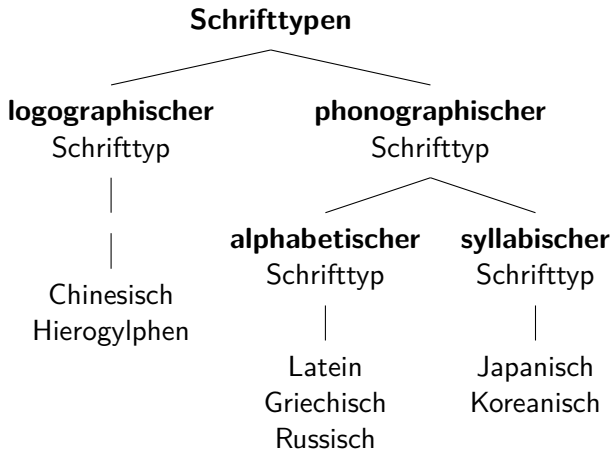 Schrifttypen
logographischer
Schrifttyp
Chinesisch
Hierogylphen
phonographischer
Schrifttyp
alphabetischer
Schrifttyp
Latein
Griechisch
Russisch
syllabischer
Schrifttyp
Japanisch
Koreanisch